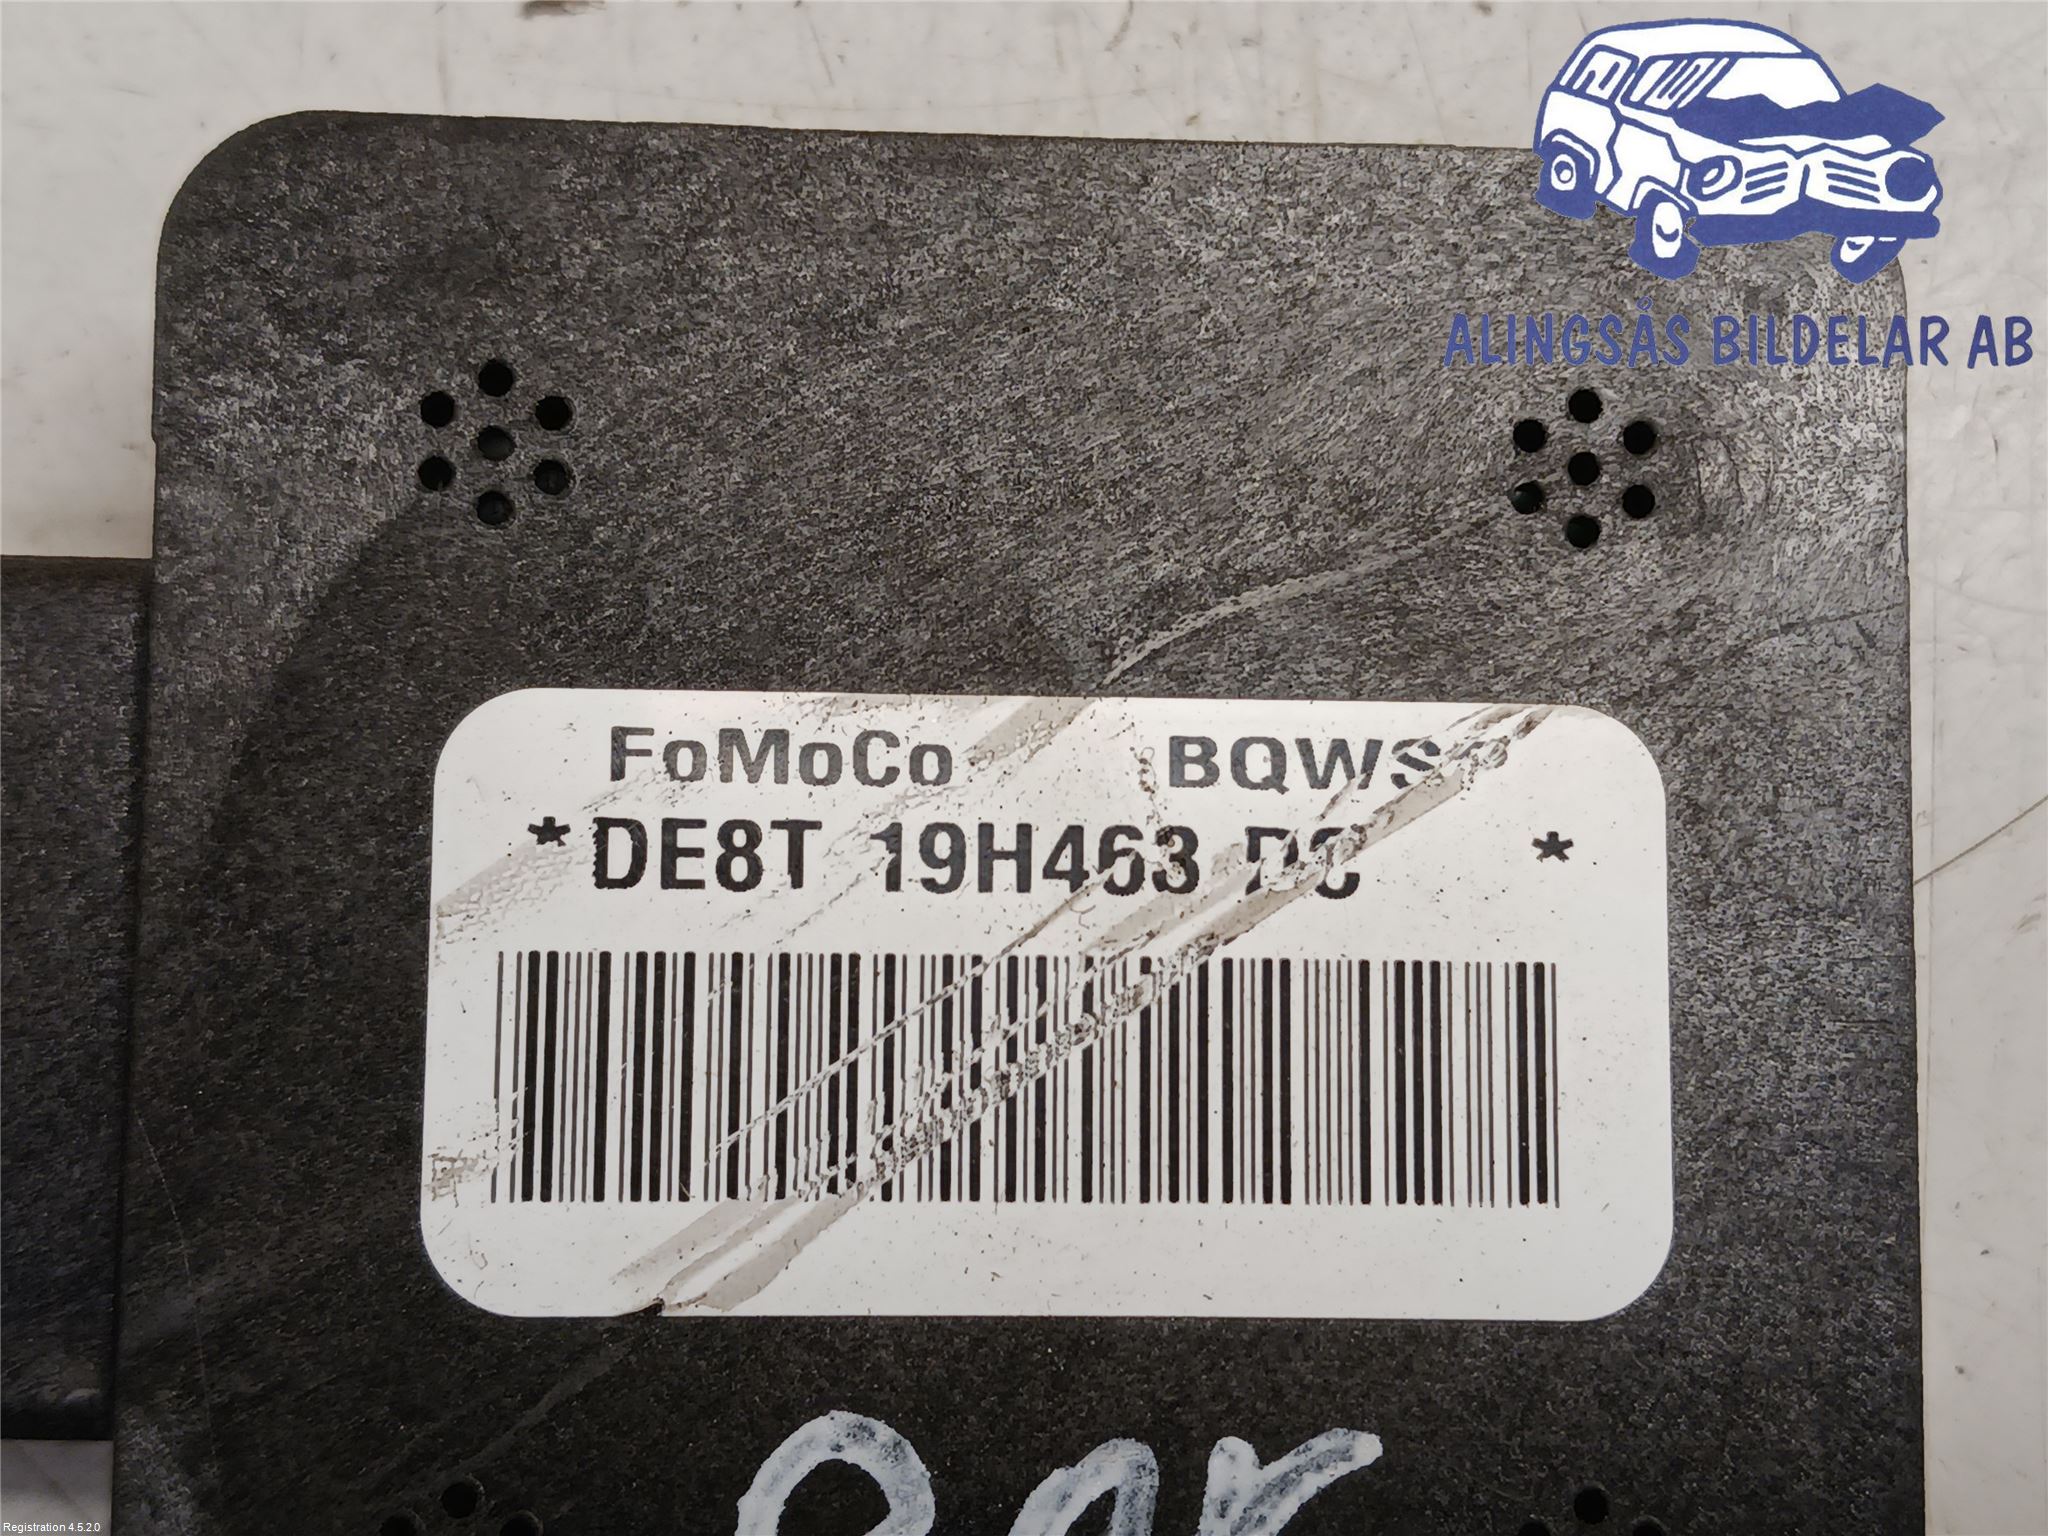 ALINGSÅS BILDELAR AB
FoMoCo
*DE8T 19H463 *
Registration 4.5.2.0